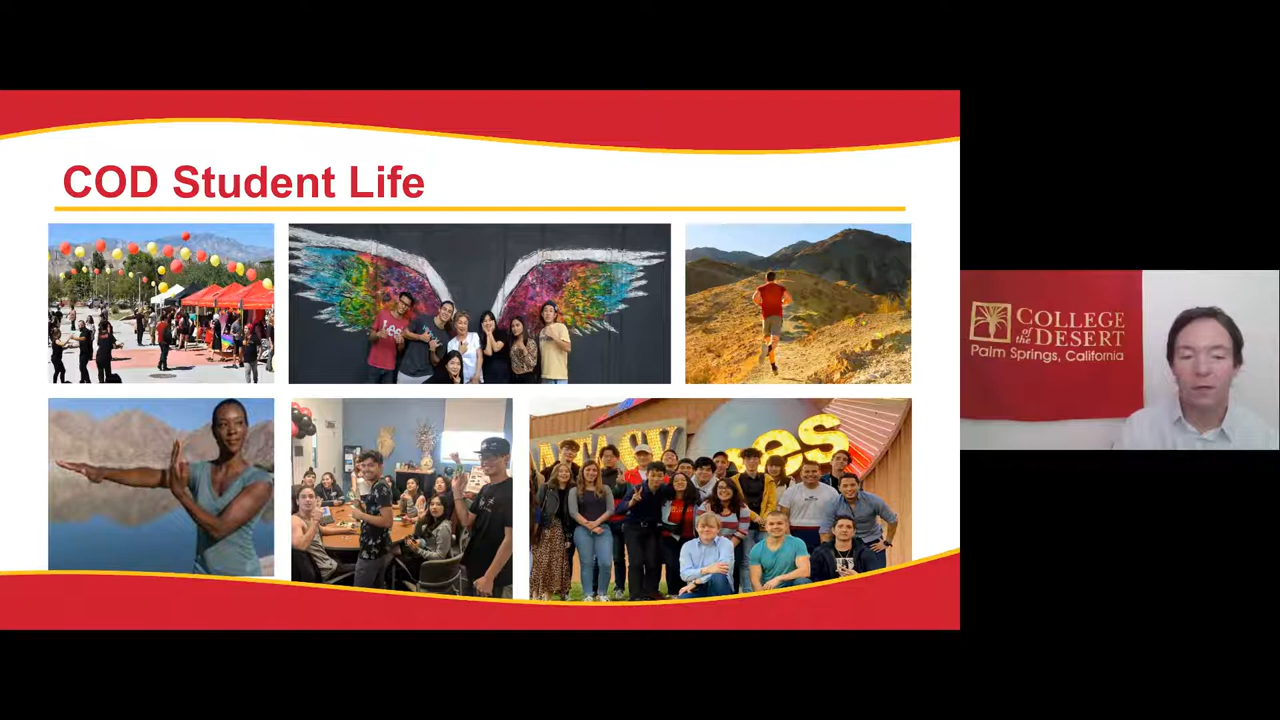 COD Student Life
COLLEGE
of the DESERT
Palm Springs, California